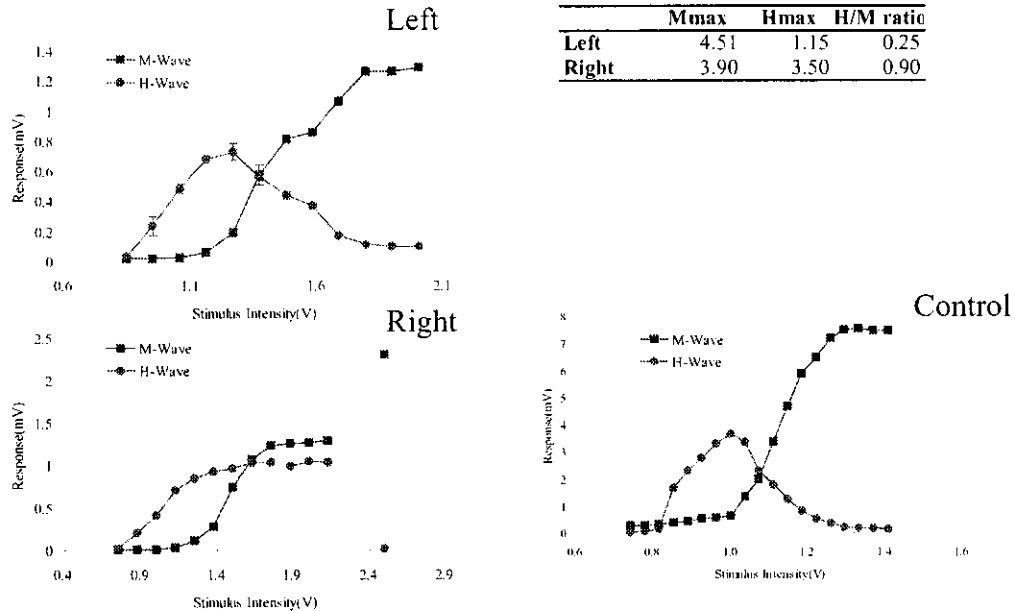 Left
Mmax Hmax H/M ratio
Left 4.51 1.15 0.25
Right 3.90 3.50 0.90
1.4
1.2
1
0.8
0.6
0.4
0.2
0
M-Wave
H-Wave
Response(mV)
0.6 1.1 1.6 2.1
Stimulus Intensity(V)
Right
2.5
2
1.5
1
0.5
0
M-Wave
H-Wave
Response(mV)
0.4 0.9 1.4 1.9 2.4 2.9
Stimulus Intensity(V)
Control
8
7
6
5
4
3
2
1
0
M-Wave
H-Wave
Response(mV)
0.6 0.8 1.0 1.2 1.4 1.6
Stimulus Intensity(V)